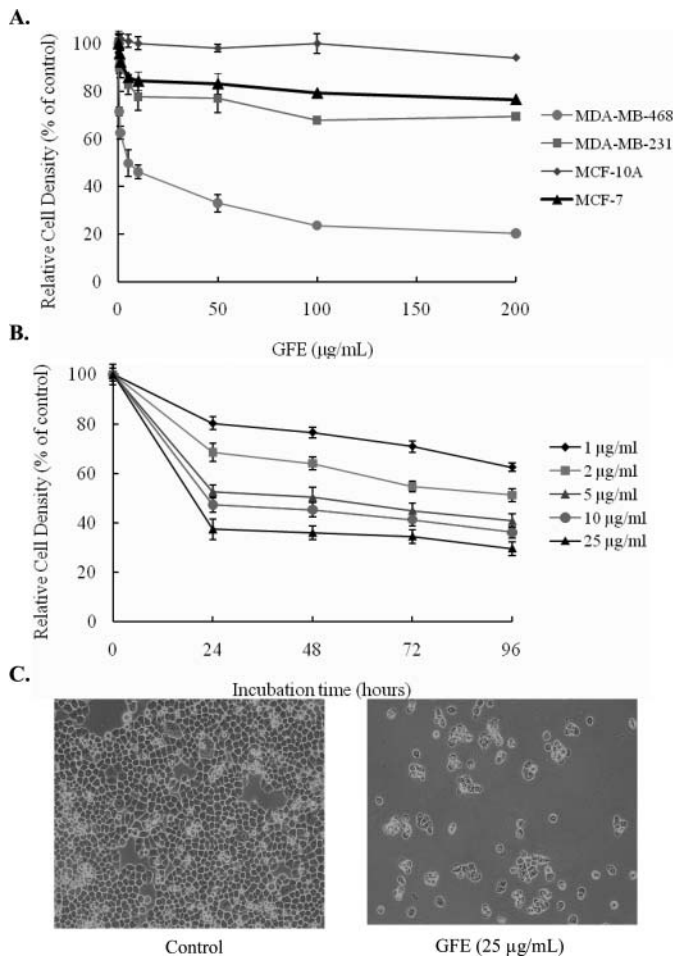 A.
Relative Cell Density (% of control)
100
80
60
40
20
0
0
50
100
150
200
GFE (µg/mL)
MDA-MB-468
MDA-MB-231
MCF-10A
MCF-7
B.
Relative Cell Density (% of control)
100
80
60
40
20
0
0
24
48
72
96
Incubation time (hours)
1 µg/ml
2 µg/ml
5 µg/ml
10 µg/ml
25 µg/ml
C.
Control
GFE (25 µg/mL)